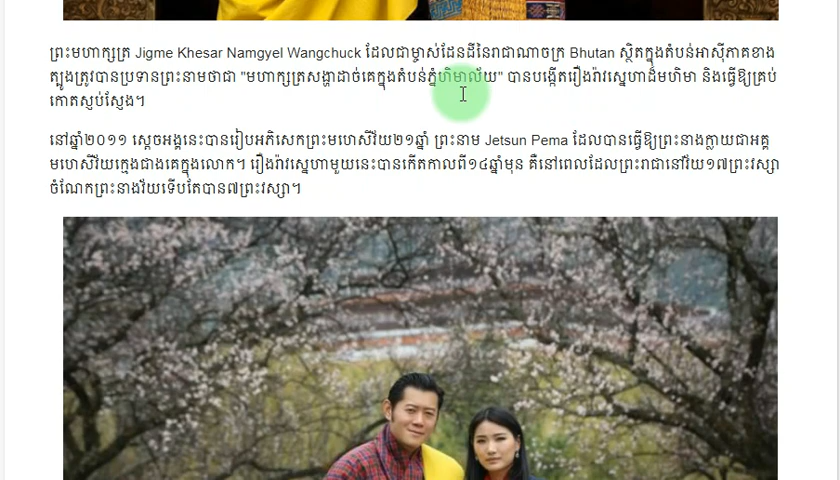 ព្រះមហាក្សត្រ Jigme Khesar Namgyel Wangchuck ដែលជាម្ចាស់ដែនដីនៃរាជាណាចក្រ Bhutan ស្ថិតក្នុងតំបន់អាស៊ីភាគខាង
ត្បូងត្រូវបានប្រទានព្រះនាមថាជា "មហាក្សត្រសង្ហាដាច់គេក្នុងតំបន់ភ្នំហិមាល័យ" បានបង្កើតរឿងរ៉ាវស្នេហាដ៏មហិមា និងធ្វើឱ្យគ្រប់
កោតស្ញប់ស្ញែង។
នៅឆ្នាំ២០១១ ស្តេចអង្គនេះបានរៀបអភិសេកព្រះមហេសីវ័យ២១ឆ្នាំ ព្រះនាម Jetsun Pema ដែលបានធ្វើឱ្យព្រះនាងក្លាយជាអគ្គ
មហេសីវ័យក្មេងជាងគេក្នុងលោក។ រឿងរ៉ាវស្នេហាមួយនេះបានកើតកាលពី១៤ឆ្នាំមុន គឺនៅពេលដែលព្រះរាជានៅវ័យ១៧ព្រះវស្សា
ចំណែកព្រះនាងវ័យទើបតែបាន៧ព្រះវស្សា។